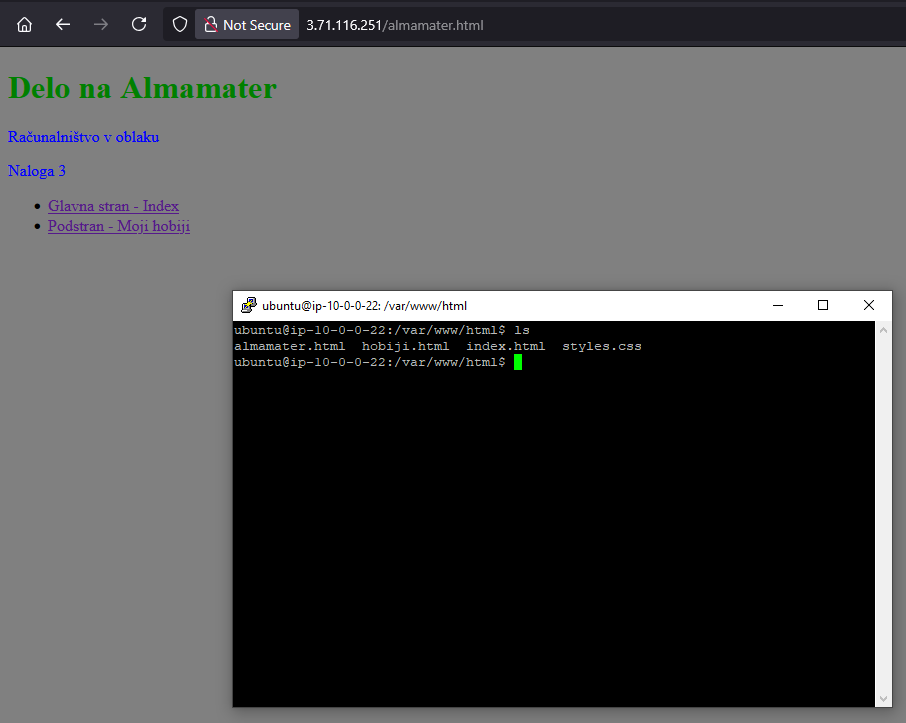 Not Secure 3.71.116.251/almamater.html
Delo na Almamater
Računalništvo v oblaku
Naloga 3
Glavna stran - Index
Podstran - Moji hobiji
ubuntu@ip-10-0-0-22: /var/www/html
ubuntu@ip-10-0-0-22:/var/www/html$ ls
almamater.html hobiji.html index.html styles.css
ubuntu@ip-10-0-0-22:/var/www/html$